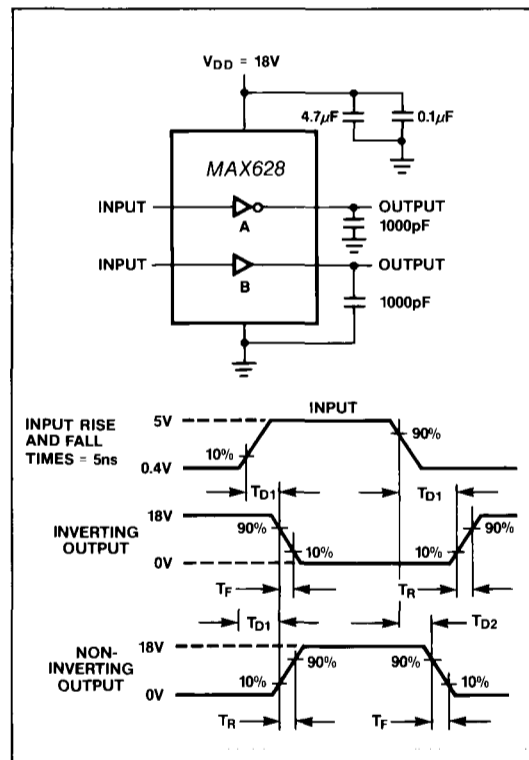 V_DD = 18V
4.7µF
0.1µF
MAX628
INPUT
A
OUTPUT
1000pF
INPUT
B
OUTPUT
1000pF
INPUT RISE
AND FALL
TIMES = 5ns
5V
INPUT
10%
90%
0.4V
T_D1
T_D1
INVERTING
OUTPUT
18V
90%
10%
10%
90%
0V
T_F
T_R
T_D1
T_D2
NON-
INVERTING
OUTPUT
18V
10%
90%
90%
10%
0V
T_R
T_F